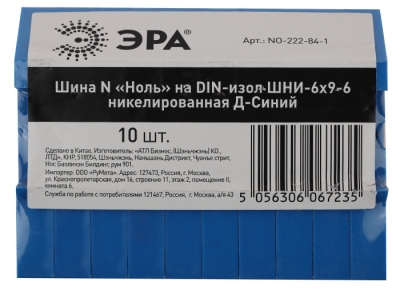 ЭРА®
Арт.: NO-222-84-1
Шина N «Ноль» на DIN-изол ШНИ-6х9-6
никелированная Д-Синий
10 шт.
Сделано в Китае. Изготовитель: «АТЛ Бизнес, (Шэньчжэнь) КО.,
ЛТД», КНР, 518054, Шэньчжэнь, Наньшань Дистрикт, Чуанье стрит,
Нос Баоличэн Билдинг, рум 901.
Импортер: ООО «РуМета». Адрес: 127473, Россия, г. Москва,
ул. Краснопролетарская, дом 16, строение 11, этаж 2, помещение II,
комната 6.
Служба по работе с потребителями 121467, Россия, г. Москва, а/я 43
5 056306 067235